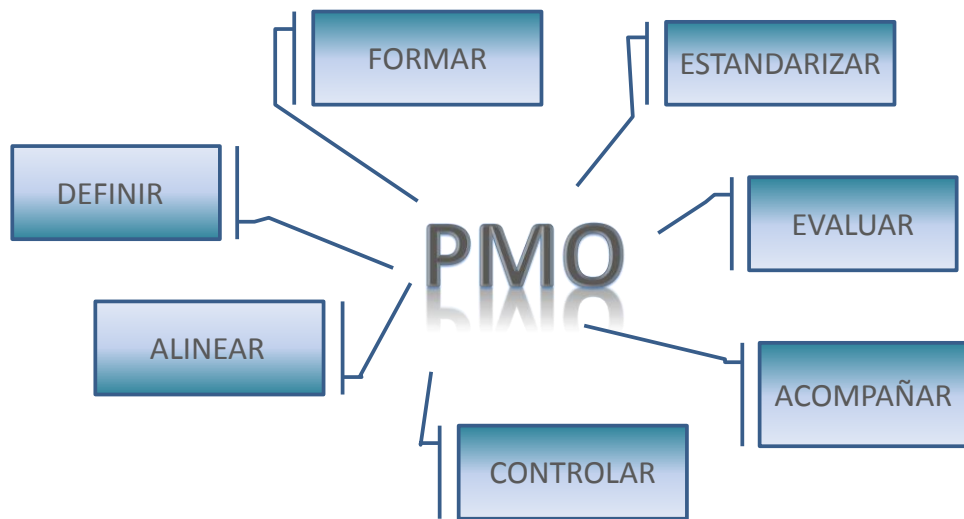 FORMAR
ESTANDARIZAR
DEFINIR
EVALUAR
PMO
ALINEAR
ACOMPAÑAR
CONTROLAR